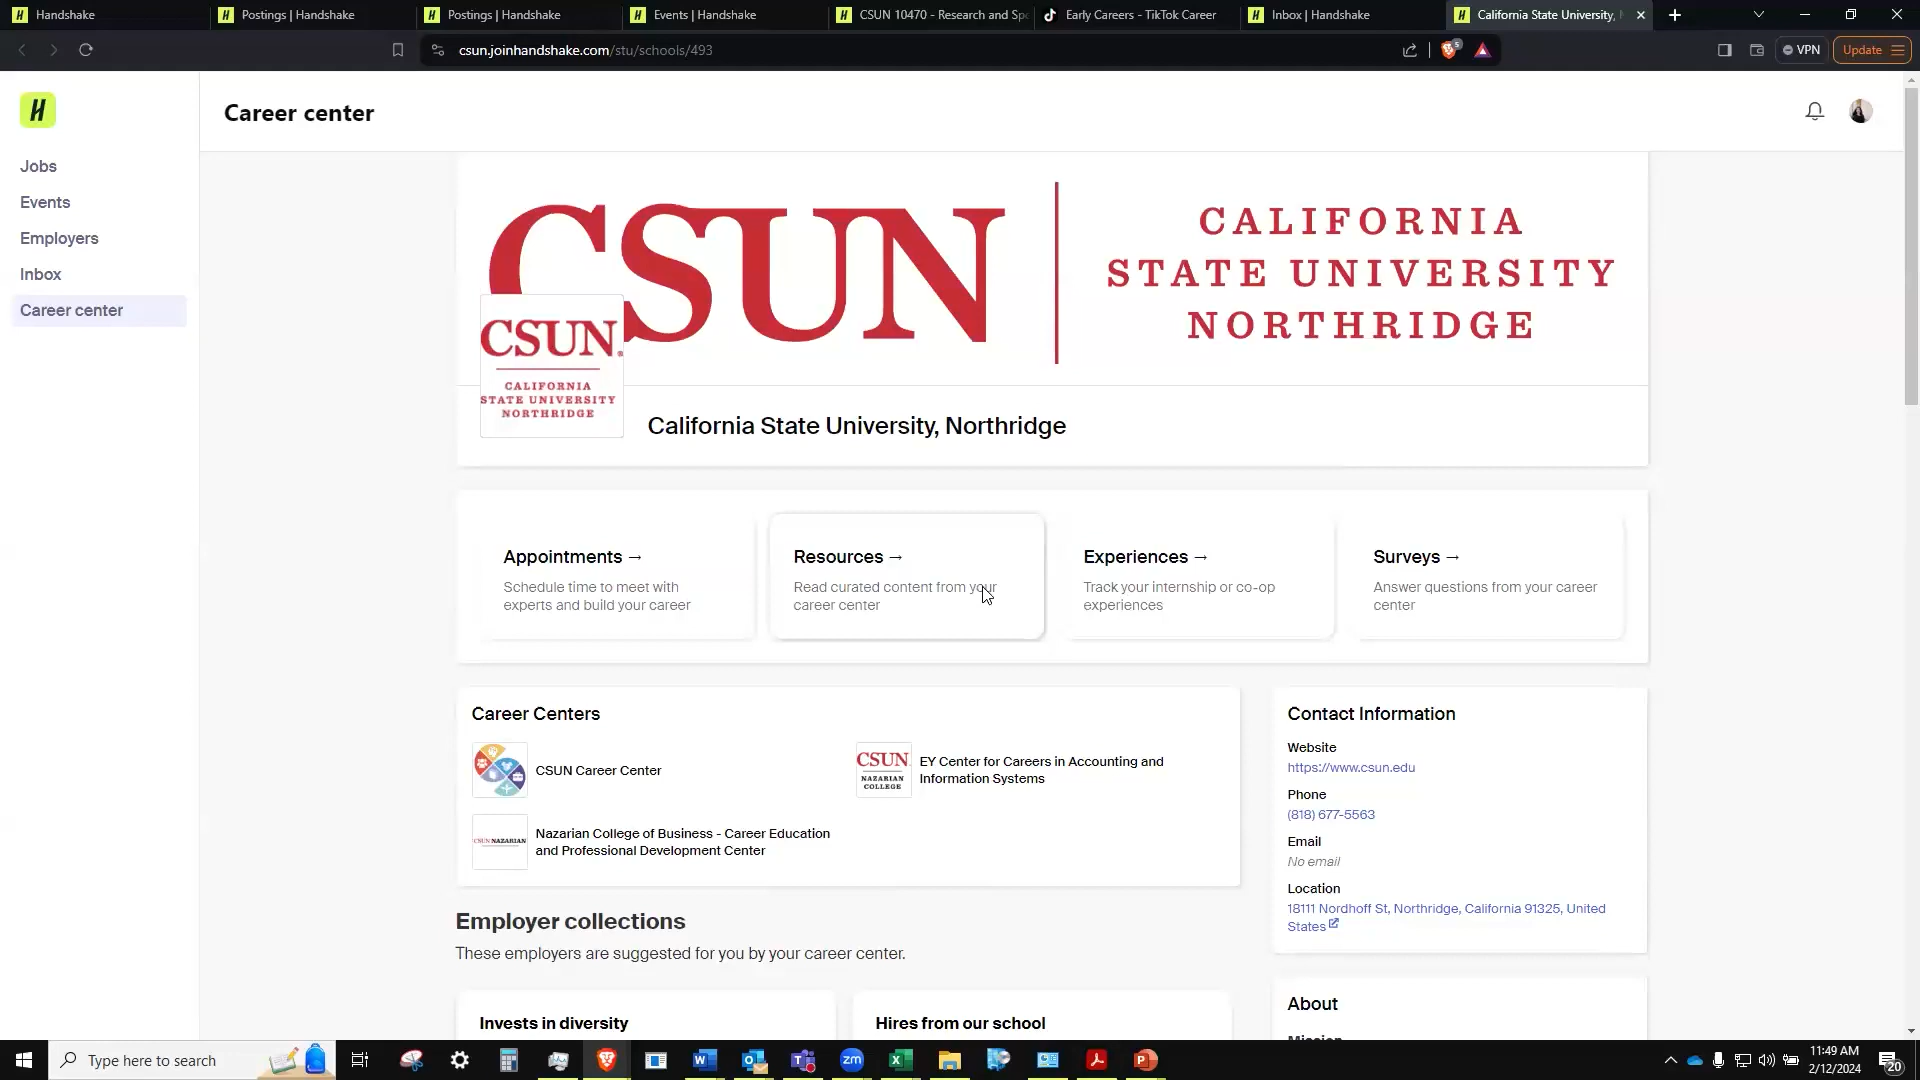 Handshake
Postings | Handshake
Postings | Handshake
Events | Handshake
CSUN 10470 - Research and Spo
Early Careers - TikTok Career
Inbox | Handshake
California State University,
csun.joinhandshake.com/stu/schools/493
VPN
Update
Career center
Jobs
Events
Employers
Inbox
Career center
CSUN
CALIFORNIA
STATE UNIVERSITY
NORTHRIDGE
CSUN
CALIFORNIA
STATE UNIVERSITY
NORTHRIDGE
California State University, Northridge
Appointments →
Schedule time to meet with
experts and build your career
Resources →
Read curated content from your
career center
Experiences →
Track your internship or co-op
experiences
Surveys →
Answer questions from your career
center
Career Centers
CSUN Career Center
CSUN
NAZARIAN
COLLEGE
EY Center for Careers in Accounting and
Information Systems
CSUN NAZARIAN
Nazarian College of Business - Career Education
and Professional Development Center
Contact Information
Website
https://www.csun.edu
Phone
(818) 677-5563
Email
No email
Location
18111 Nordhoff St, Northridge, California 91325, United
States
Employer collections
These employers are suggested for you by your career center.
Invests in diversity
Hires from our school
About
Mission
Type here to search
11:49 AM
2/12/2024
20